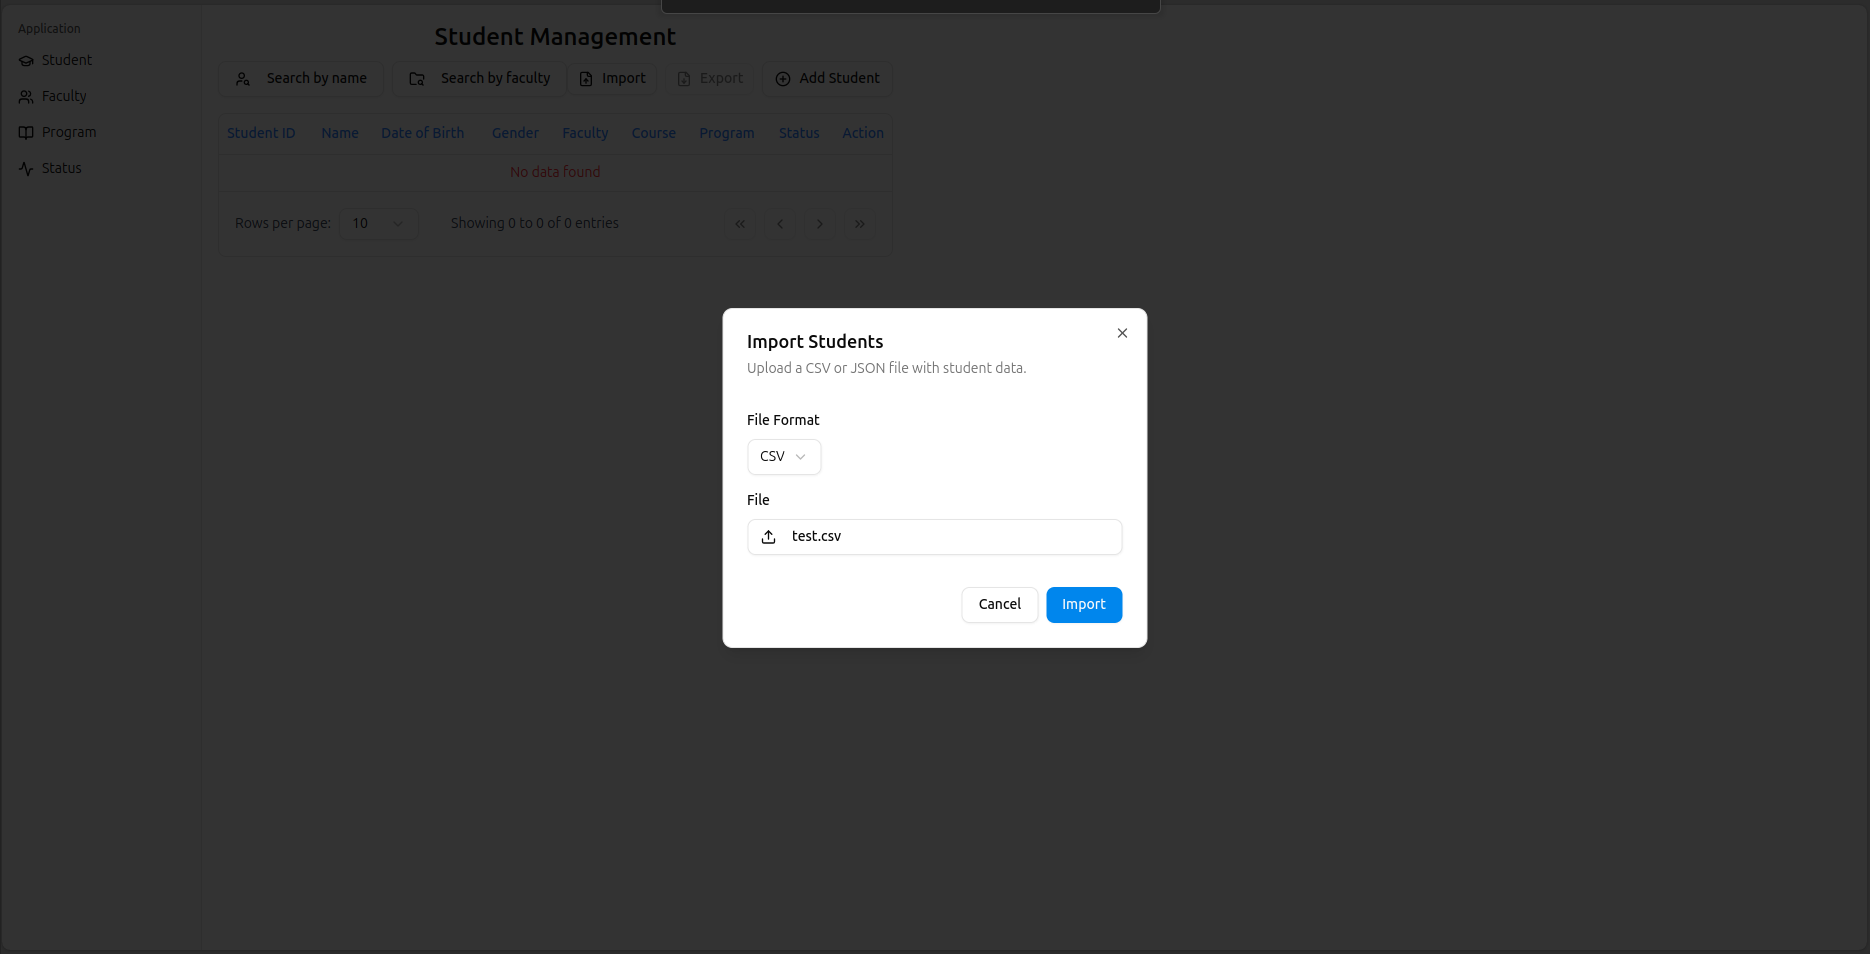 Application
Student
Faculty
Program
Status
Student Management
Search by name
Search by faculty
Import
Export
Add Student
Student ID Name Date of Birth Gender Faculty Course Program Status Action
No data found
Rows per page: 10 Showing 0 to 0 of 0 entries
Import Students
Upload a CSV or JSON file with student data.
File Format
CSV
File
test.csv
Cancel Import